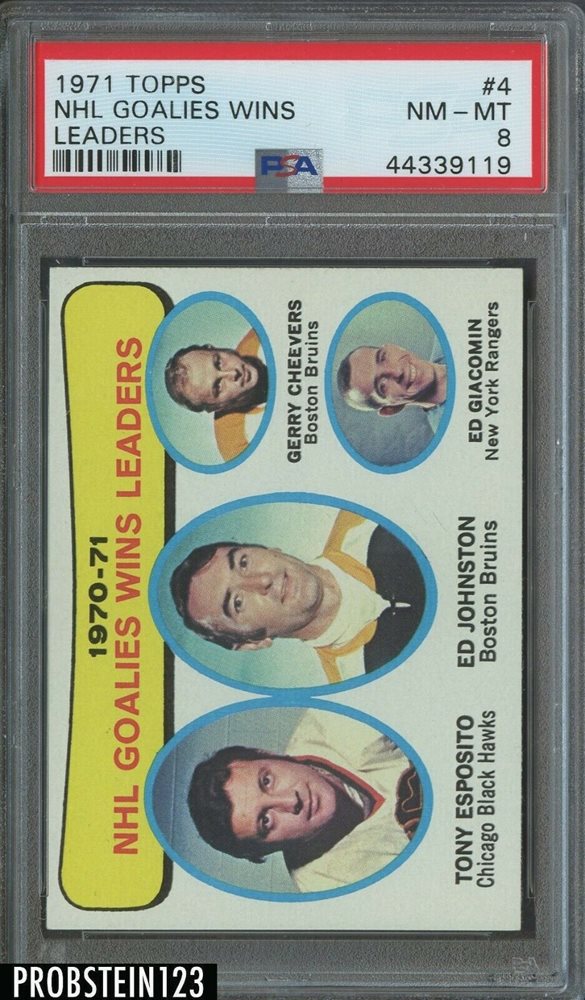 1971 TOPPS #4
NHL GOALIES WINS NM - MT
LEADERS 8
PSA 44339119
1970-71
NHL GOALIES WINS LEADERS
TONY ESPOSITO
Chicago Black Hawks
ED JOHNSTON
Boston Bruins
GERRY CHEEVERS
Boston Bruins
ED GIACOMIN
New York Rangers
PROBSTEIN123